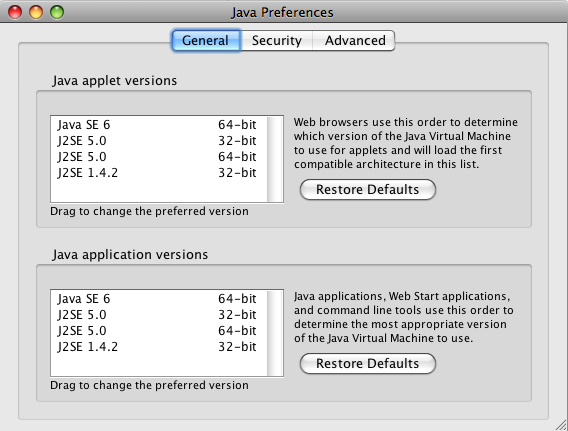 Java Preferences
General Security Advanced
Java applet versions
Java SE 6 64-bit
J2SE 5.0 32-bit
J2SE 5.0 64-bit
J2SE 1.4.2 32-bit
Drag to change the preferred version
Web browsers use this order to determine
which version of the Java Virtual Machine
to use for applets and will load the first
compatible architecture in this list.
Restore Defaults
Java application versions
Java SE 6 64-bit
J2SE 5.0 32-bit
J2SE 5.0 64-bit
J2SE 1.4.2 32-bit
Drag to change the preferred version
Java applications, Web Start applications,
and command line tools use this order to
determine the most appropriate version
of the Java Virtual Machine to use.
Restore Defaults